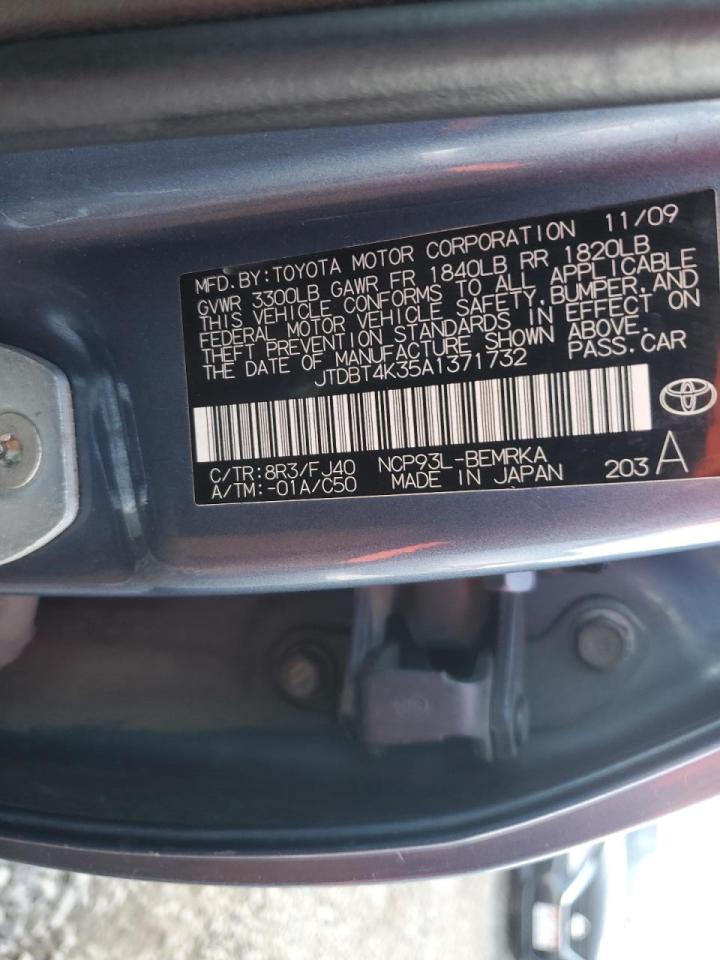 MFD.BY:TOYOTA MOTOR CORPORATION 11/09
GVWR 3300LB GAWR FR 1840LB RR 1820LB
THIS VEHICLE CONFORMS TO ALL APPLICABLE
FEDERAL MOTOR VEHICLE SAFETY,BUMPER,AND
THEFT PREVENTION STANDARDS IN EFFECT ON
THE DATE OF MANUFACTURE SHOWN ABOVE.
JTDBT4K35A1371732 PASS.CAR
C/TR:8R3/FJ40 NCP93L-BEMRKA
A/TM:-01A/C50 MADE IN JAPAN 203 A